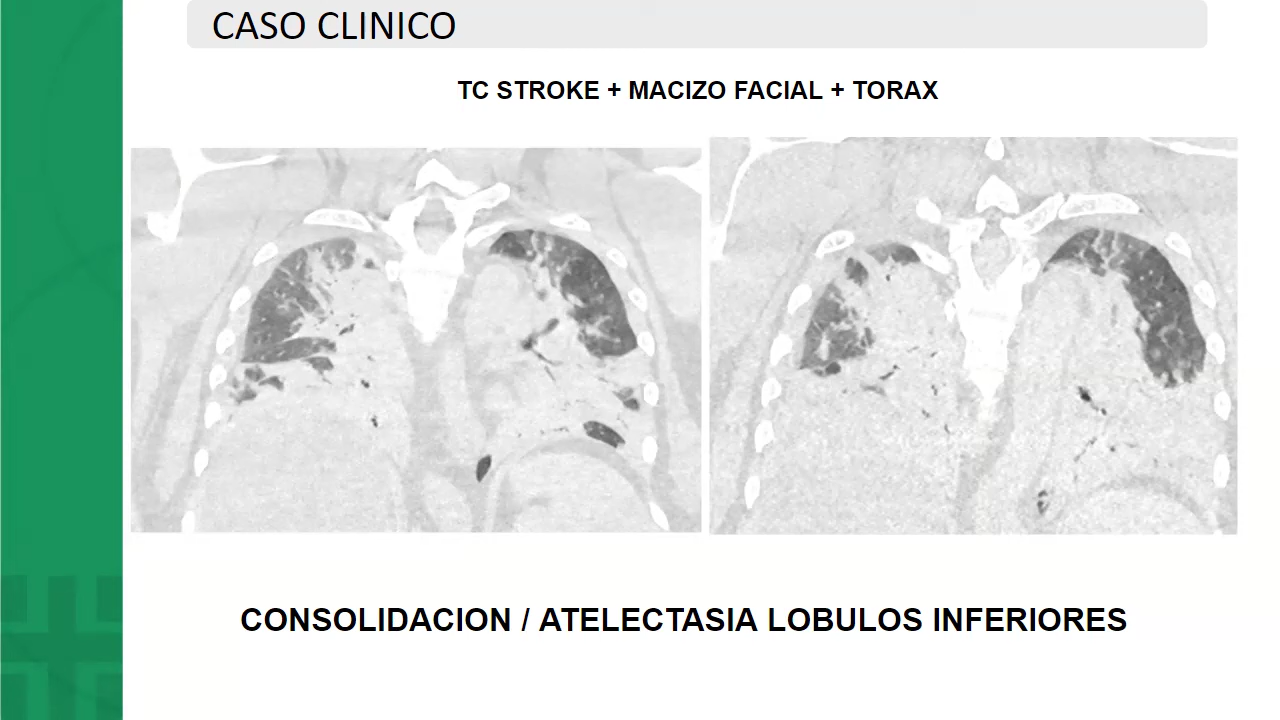 CASO CLINICO
TC STROKE + MACIZO FACIAL + TORAX
CONSOLIDACION / ATELECTASIA LOBULOS INFERIORES